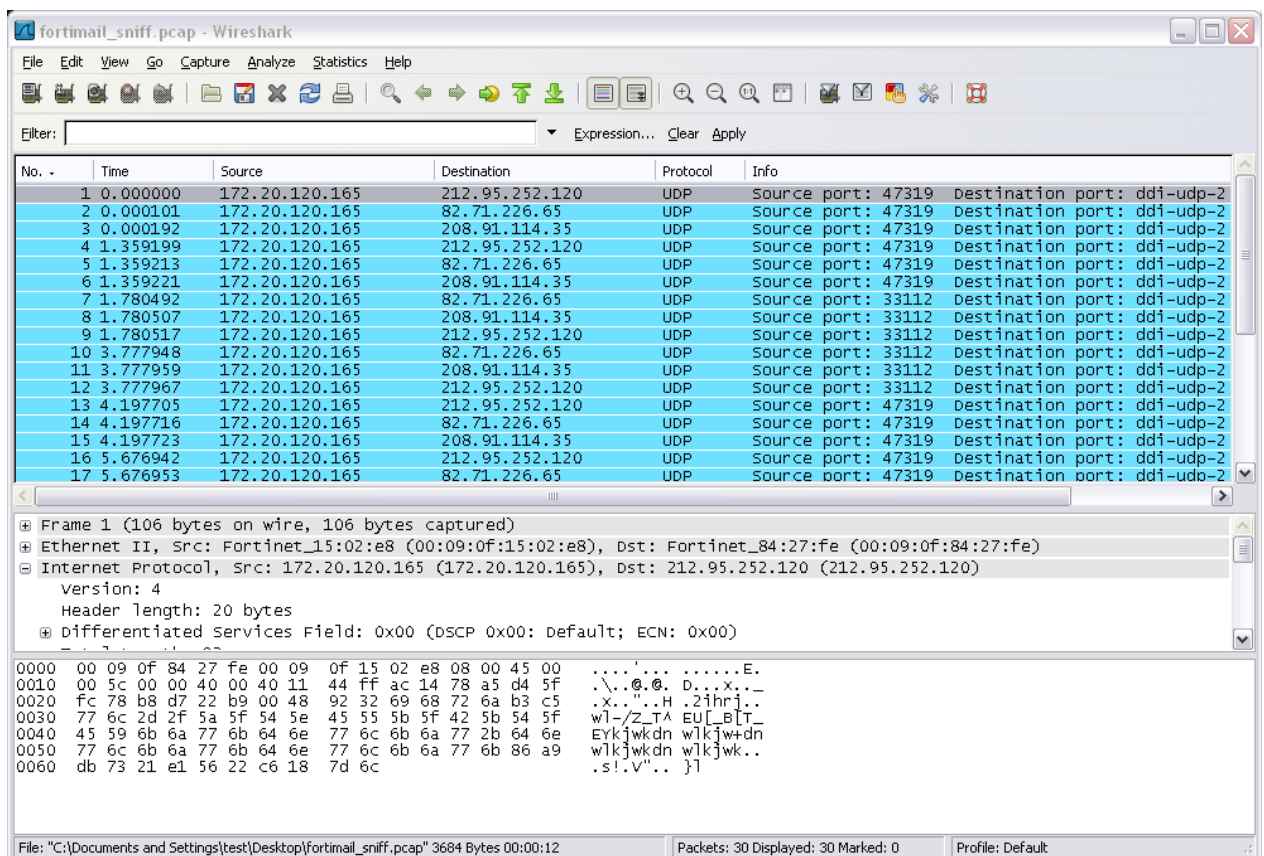 fortimail_sniff.pcap - Wireshark
File Edit View Go Capture Analyze Statistics Help
Filter: Expression... Clear Apply
No. Time Source Destination Protocol Info
1 0.000000 172.20.120.165 212.95.252.120 UDP Source port: 47319 Destination port: ddi-udp-2
2 0.000101 172.20.120.165 82.71.226.65 UDP Source port: 47319 Destination port: ddi-udp-2
3 0.000192 172.20.120.165 208.91.114.35 UDP Source port: 47319 Destination port: ddi-udp-2
4 1.359199 172.20.120.165 212.95.252.120 UDP Source port: 47319 Destination port: ddi-udp-2
5 1.359213 172.20.120.165 82.71.226.65 UDP Source port: 47319 Destination port: ddi-udp-2
6 1.359221 172.20.120.165 208.91.114.35 UDP Source port: 47319 Destination port: ddi-udp-2
7 1.780492 172.20.120.165 82.71.226.65 UDP Source port: 33112 Destination port: ddi-udp-2
8 1.780507 172.20.120.165 208.91.114.35 UDP Source port: 33112 Destination port: ddi-udp-2
9 1.780517 172.20.120.165 212.95.252.120 UDP Source port: 33112 Destination port: ddi-udp-2
10 3.777948 172.20.120.165 82.71.226.65 UDP Source port: 33112 Destination port: ddi-udp-2
11 3.777959 172.20.120.165 208.91.114.35 UDP Source port: 33112 Destination port: ddi-udp-2
12 3.777967 172.20.120.165 212.95.252.120 UDP Source port: 33112 Destination port: ddi-udp-2
13 4.197705 172.20.120.165 212.95.252.120 UDP Source port: 47319 Destination port: ddi-udp-2
14 4.197716 172.20.120.165 82.71.226.65 UDP Source port: 47319 Destination port: ddi-udp-2
15 4.197723 172.20.120.165 208.91.114.35 UDP Source port: 47319 Destination port: ddi-udp-2
16 5.676942 172.20.120.165 212.95.252.120 UDP Source port: 47319 Destination port: ddi-udp-2
17 5.676953 172.20.120.165 82.71.226.65 UDP Source port: 47319 Destination port: ddi-udp-2
Frame 1 (106 bytes on wire, 106 bytes captured)
Ethernet II, Src: Fortinet_15:02:e8 (00:09:0f:15:02:e8), Dst: Fortinet_84:27:fe (00:09:0f:84:27:fe)
Internet Protocol, Src: 172.20.120.165 (172.20.120.165), Dst: 212.95.252.120 (212.95.252.120)
Version: 4
Header length: 20 bytes
Differentiated Services Field: 0x00 (DSCP 0x00: Default; ECN: 0x00)
0000 00 09 0f 84 27 fe 00 09 0f 15 02 e8 08 00 45 00 ....'... ......E.
0010 00 5c 00 00 40 00 40 11 44 ff ac 14 78 a5 d4 5f .\..@.@. D...x.._
0020 fc 78 b8 d7 22 b9 00 48 92 32 69 68 72 6a b3 c5 .x.."..H .2ihrj..
0030 77 6c 2d 2f 5a 5f 54 5e 45 55 5b 5f 42 5b 54 5f wl-/Z_T^ EU[_B[T_
0040 45 59 6b 6a 77 6b 64 6e 77 6c 6b 6a 77 2b 64 6e EYkjwkdn wlkjw+dn
0050 77 6c 6b 6a 77 6b 64 6e 77 6c 6b 6a 77 6b 86 a9 wlkjwkdn wlkjwk..
0060 db 73 21 e1 56 22 c6 18 7d 6c .s!.V".. }l
File: "C:\Documents and Settings\test\Desktop\fortimail_sniff.pcap" 3684 Bytes 00:00:12 Packets: 30 Displayed: 30 Marked: 0 Profile: Default